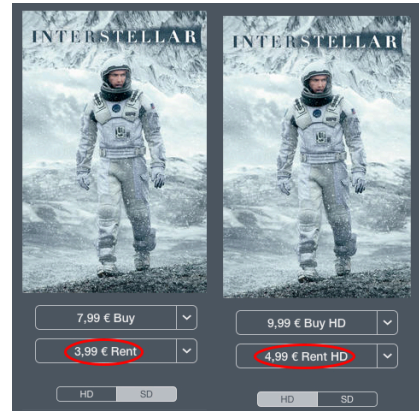 INTERSTELLAR
7,99 € Buy
3,99 € Rent
HD SD
INTERSTELLAR
9,99 € Buy HD
4,99 € Rent HD
HD SD